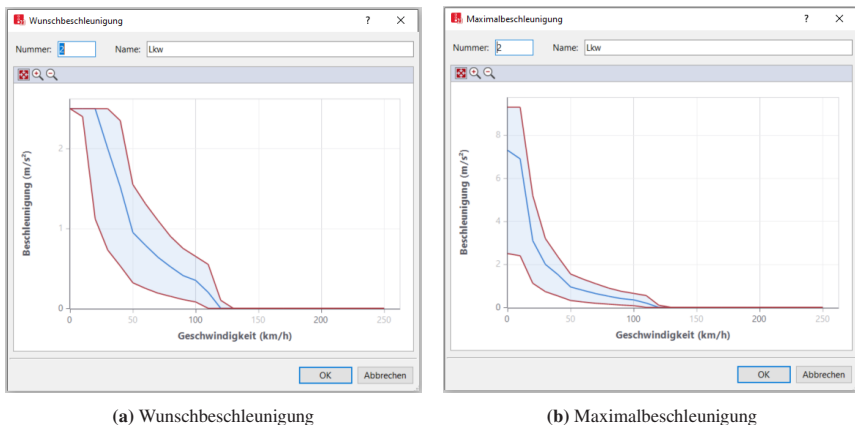 Wunschbeschleunigung
Nummer: 2 Name: Lkw
Beschleunigung (m/s²)
2
1
0
0 50 100 150 200 250
Geschwindigkeit (km/h)
OK Abbrechen
(a) Wunschbeschleunigung
Maximalbeschleunigung
Nummer: 2 Name: Lkw
Beschleunigung (m/s²)
8
6
4
2
0
0 50 100 150 200 250
Geschwindigkeit (km/h)
OK Abbrechen
(b) Maximalbeschleunigung